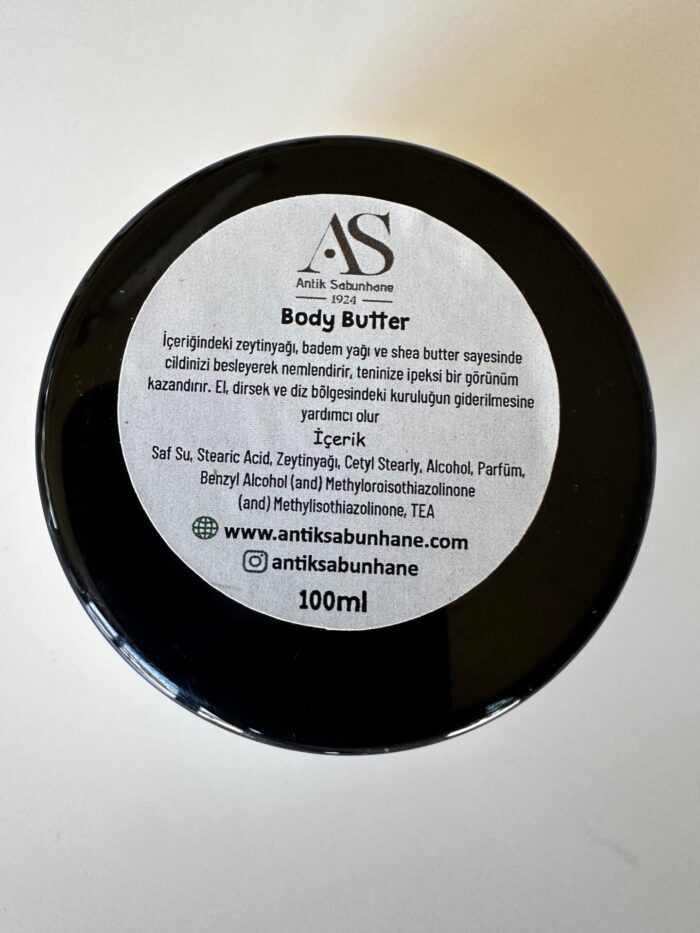 AS
Antik Sabunhane
1924
Body Butter
İçeriğindeki zeytinyağı, badem yağı ve shea butter sayesinde
cildinizi besleyerek nemlendirir, teninize ipeksi bir görünüm
kazandırır. El, dirsek ve diz bölgesindeki kuruluğun giderilmesine
yardımcı olur
İçerik
Saf Su, Stearic Acid, Zeytinyağı, Cetyl Stearly, Alcohol, Parfüm,
Benzyl Alcohol (and) Methyloroisothiazolinone
(and) Methylisothiazolinone, TEA
www.antiksabunhane.com
antiksabunhane
100ml